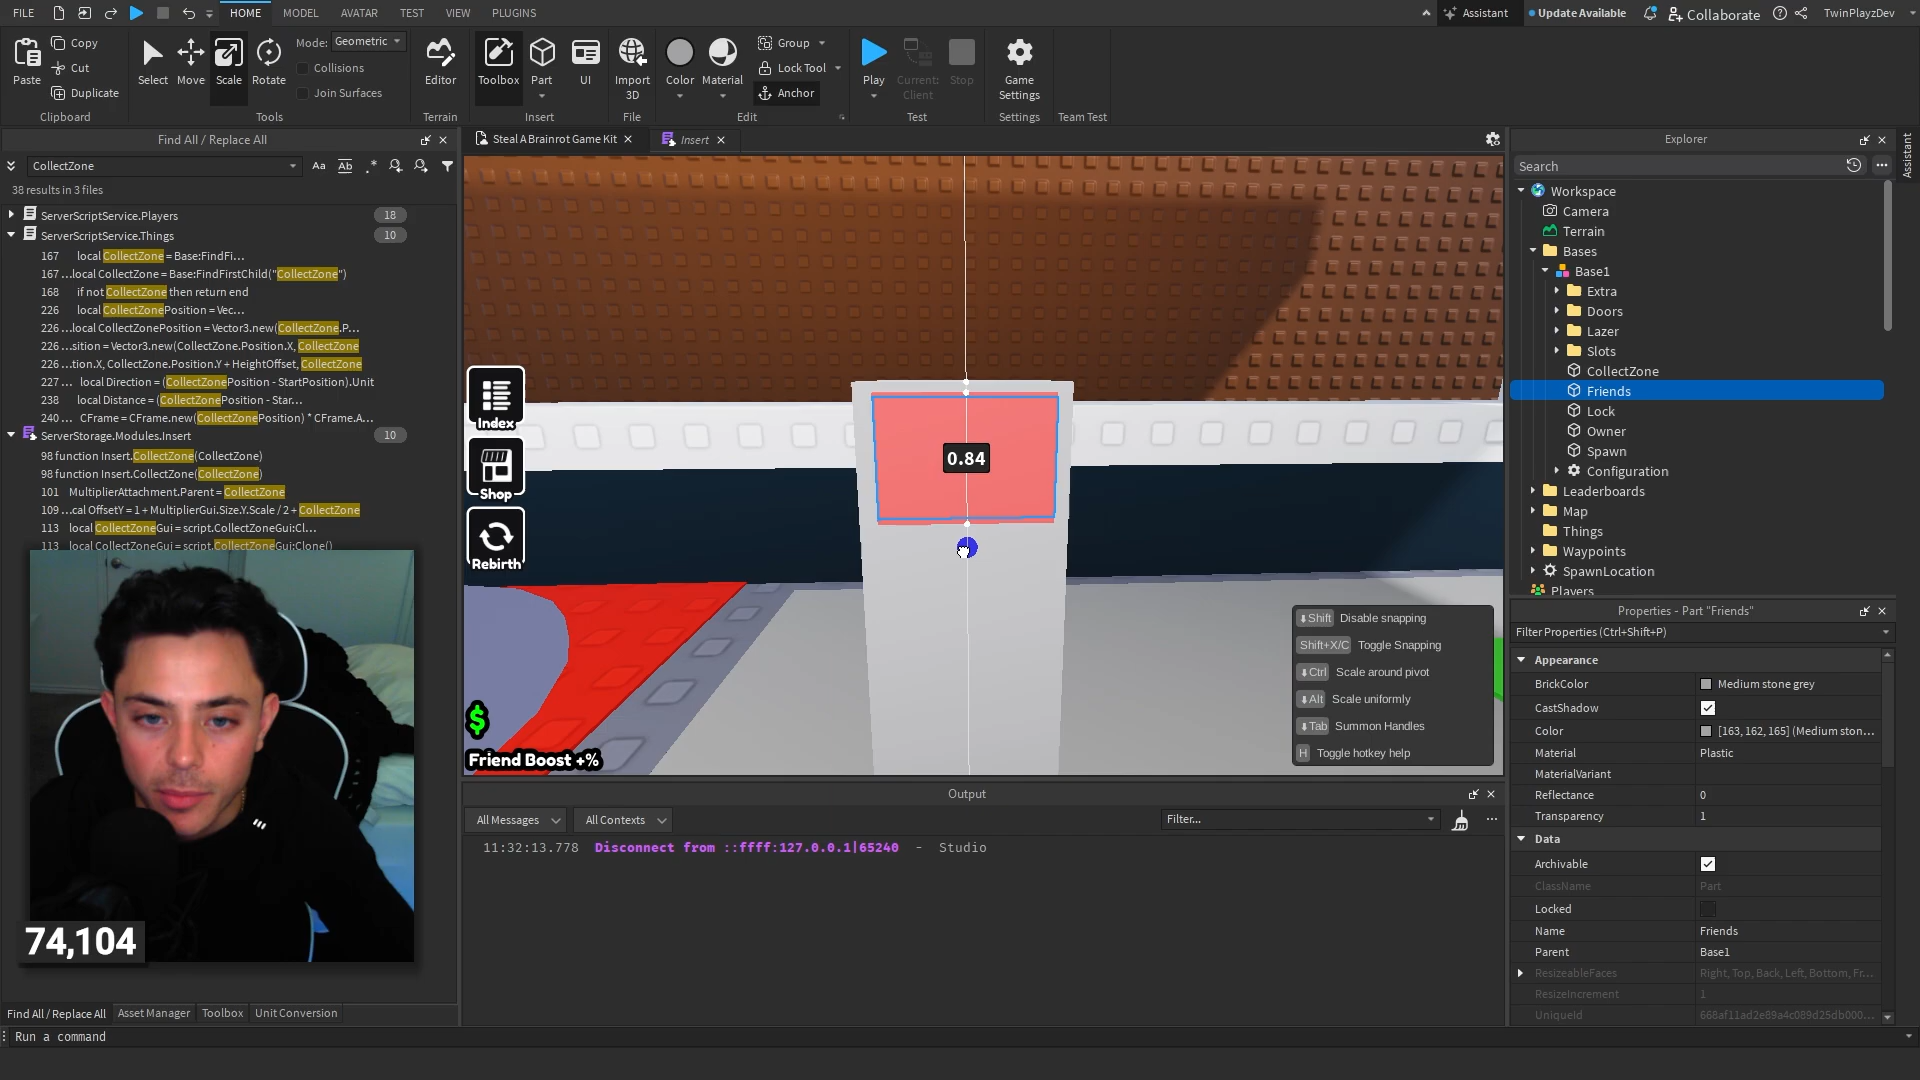 FILE
HOME
MODEL
AVATAR
TEST
VIEW
PLUGINS
Assistant
Update Available
Collaborate
TwinPlayzDev
Paste
Copy
Cut
Duplicate
Clipboard
Select
Move
Scale
Rotate
Mode: Geometric
Collisions
Join Surfaces
Tools
Editor
Terrain
Toolbox
Part
UI
Insert
Import
3D
File
Color
Material
Group
Lock Tool
Anchor
Edit
Play
Current:
Client
Stop
Test
Game
Settings
Settings
Team Test
Find All / Replace All
CollectZone
38 results in 3 files
ServerScriptService.Players 18
ServerScriptService.Things 10
167 local CollectZone = Base:FindFi...
167 ...local CollectZone = Base:FindFirstChild("CollectZone")
168 if not CollectZone then return end
226 local CollectZonePosition = Vec...
226 ...local CollectZonePosition = Vector3.new(CollectZone.P...
226 ...sition = Vector3.new(CollectZone.Position.X, CollectZone
226 ...tion.X, CollectZone.Position.Y + HeightOffset, CollectZone
227 ... local Direction = (CollectZonePosition - StartPosition).Unit
238 local Distance = (CollectZonePosition - Star...
240 ... CFrame = CFrame.new(CollectZonePosition) * CFrame.A...
ServerStorage.Modules.Insert 10
98 function Insert.CollectZone(CollectZone)
98 function Insert.CollectZone(CollectZone)
101 MultiplierAttachment.Parent = CollectZone
109 ...cal OffsetY = 1 + MultiplierGui.Size.Y.Scale / 2 + CollectZone
113 local CollectZoneGui = script.CollectZoneGui:Cl...
113 local CollectZoneGui = script.CollectZoneGui:Clone()
74,104
Find All / Replace All
Asset Manager
Toolbox
Unit Conversion
Run a command
Steal A Brainrot Game Kit
Insert
Index
Shop
Rebirth
0.84
$
Friend Boost +%
Shift Disable snapping
Shift+X/C Toggle Snapping
Ctrl Scale around pivot
Alt Scale uniformly
Tab Summon Handles
H Toggle hotkey help
Output
All Messages
All Contexts
Filter...
11:32:13.778 Disconnect from ::ffff:127.0.0.1|65240 - Studio
Explorer
Search
Workspace
Camera
Terrain
Bases
Base1
Extra
Doors
Lazer
Slots
CollectZone
Friends
Lock
Owner
Spawn
Configuration
Leaderboards
Map
Things
Waypoints
SpawnLocation
Players
Assistant
Properties - Part "Friends"
Filter Properties (Ctrl+Shift+P)
Appearance
BrickColor Medium stone grey
CastShadow
Color [163, 162, 165] (Medium ston...
Material Plastic
MaterialVariant
Reflectance 0
Transparency 1
Data
Archivable
ClassName Part
Locked
Name Friends
Parent Base1
ResizeableFaces Right, Top, Back, Left, Bottom, Fr...
ResizeIncrement 1
UniqueId 668af11ad2e89a4c089d25db000...